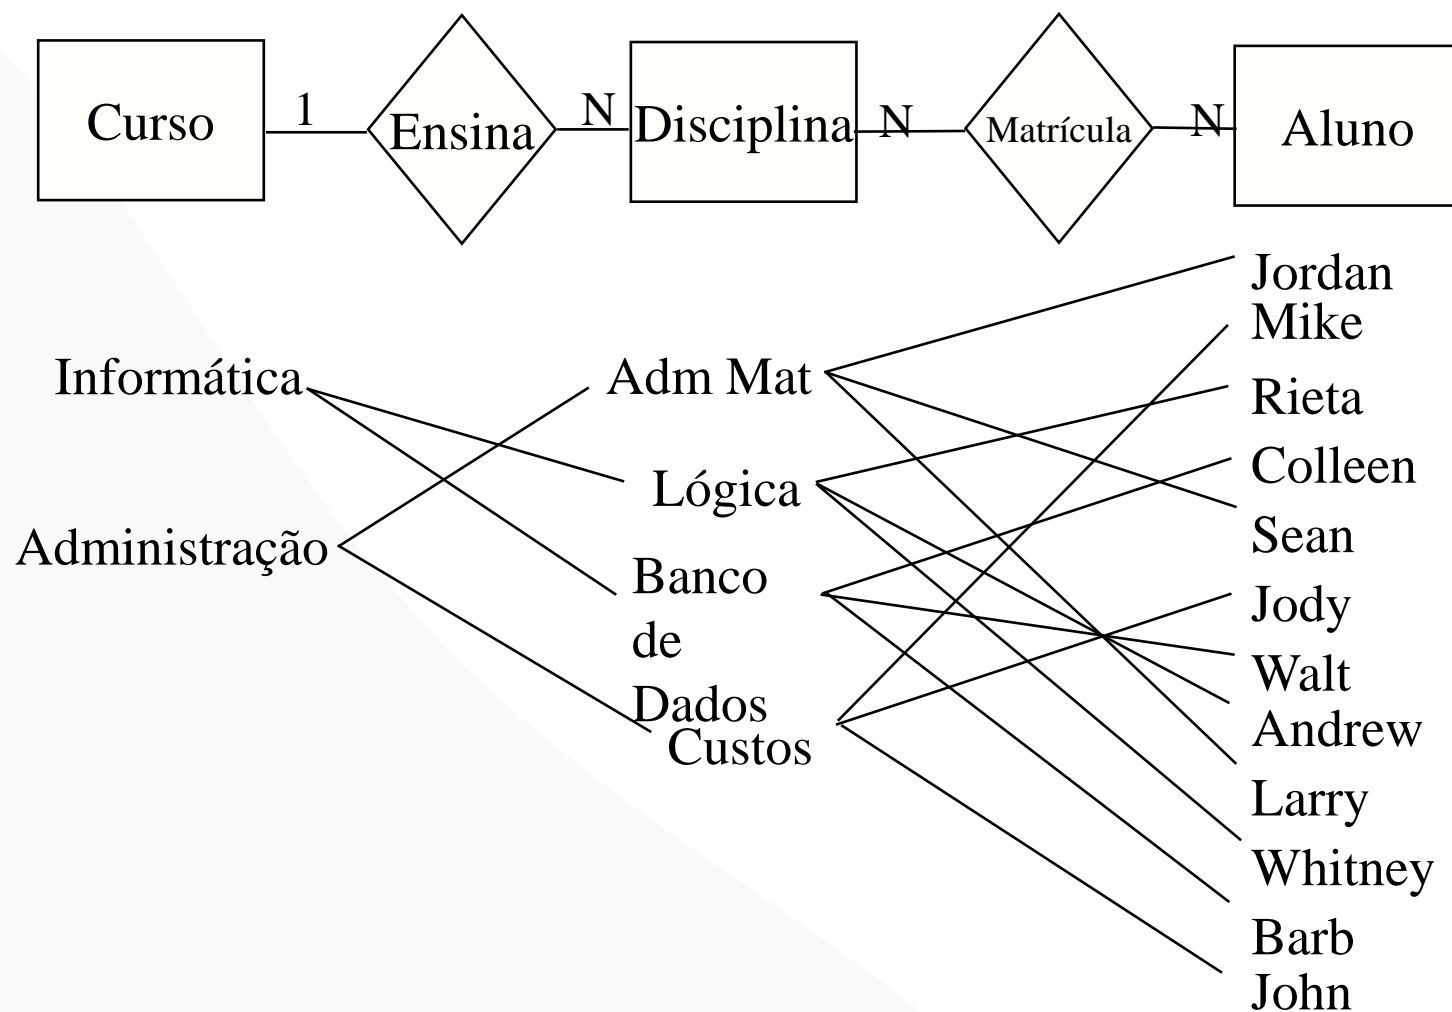 Curso
1
Ensina
N
Disciplina
N
Matrícula
N
Aluno
Informática
Administração
Adm Mat
Lógica
Banco
de
Dados
Custos
Jordan
Mike
Rieta
Colleen
Sean
Jody
Walt
Andrew
Larry
Whitney
Barb
John